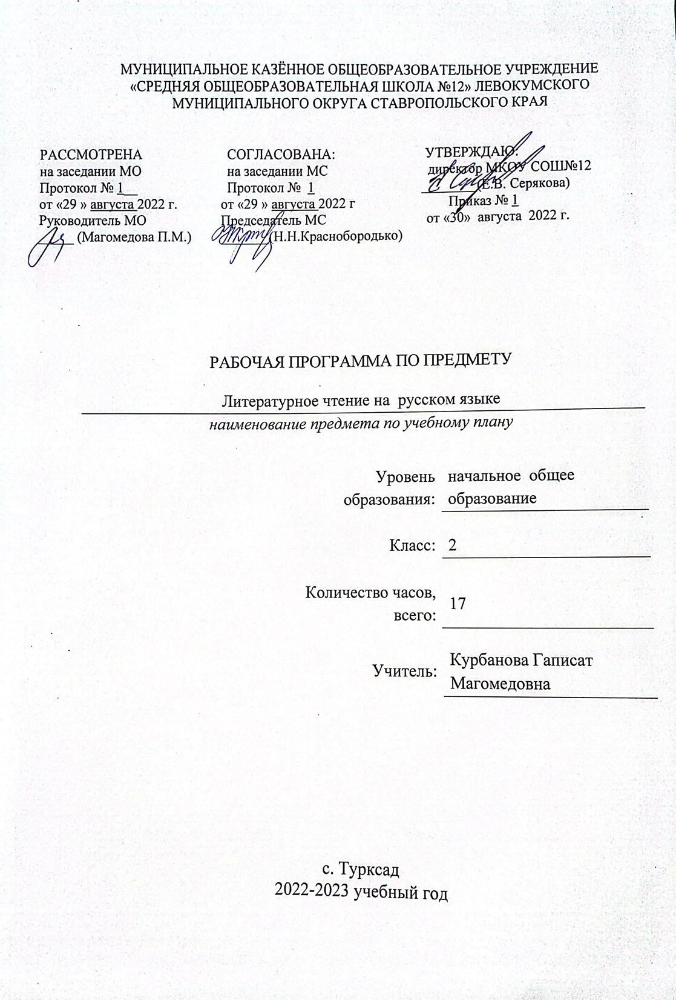 МУНИЦИПАЛЬНОЕ КАЗЁННОЕ ОБЩЕОБРАЗОВАТЕЛЬНОЕ УЧРЕЖДЕНИЕ
«СРЕДНЯЯ ОБЩЕОБРАЗОВАТЕЛЬНАЯ ШКОЛА №12» ЛЕВОКУМСКОГО
МУНИЦИПАЛЬНОГО ОКРУГА СТАВРОПОЛЬСКОГО КРАЯ
РАССМОТРЕНА
на заседании МО
Протокол № 1
от «29 » августа 2022 г.
Руководитель МО
(Магомедова П.М.)
СОГЛАСОВАНА:
на заседании МС
Протокол № 1
от «29 » августа 2022 г
Председатель МС
(Н.Н.Краснобородько)
УТВЕРЖДАЮ:
директор МКОУ СОШ№12
(Е.В. Серякова)
Приказ № 1
от «30» августа 2022 г.
РАБОЧАЯ ПРОГРАММА ПО ПРЕДМЕТУ
Литературное чтение на русском языке
наименование предмета по учебному плану
Уровень образования: начальное общее
образование
Класс: 2
Количество часов,
всего: 17
Учитель: Курбанова Гаписат
Магомедовна
с. Турксад
2022-2023 учебный год